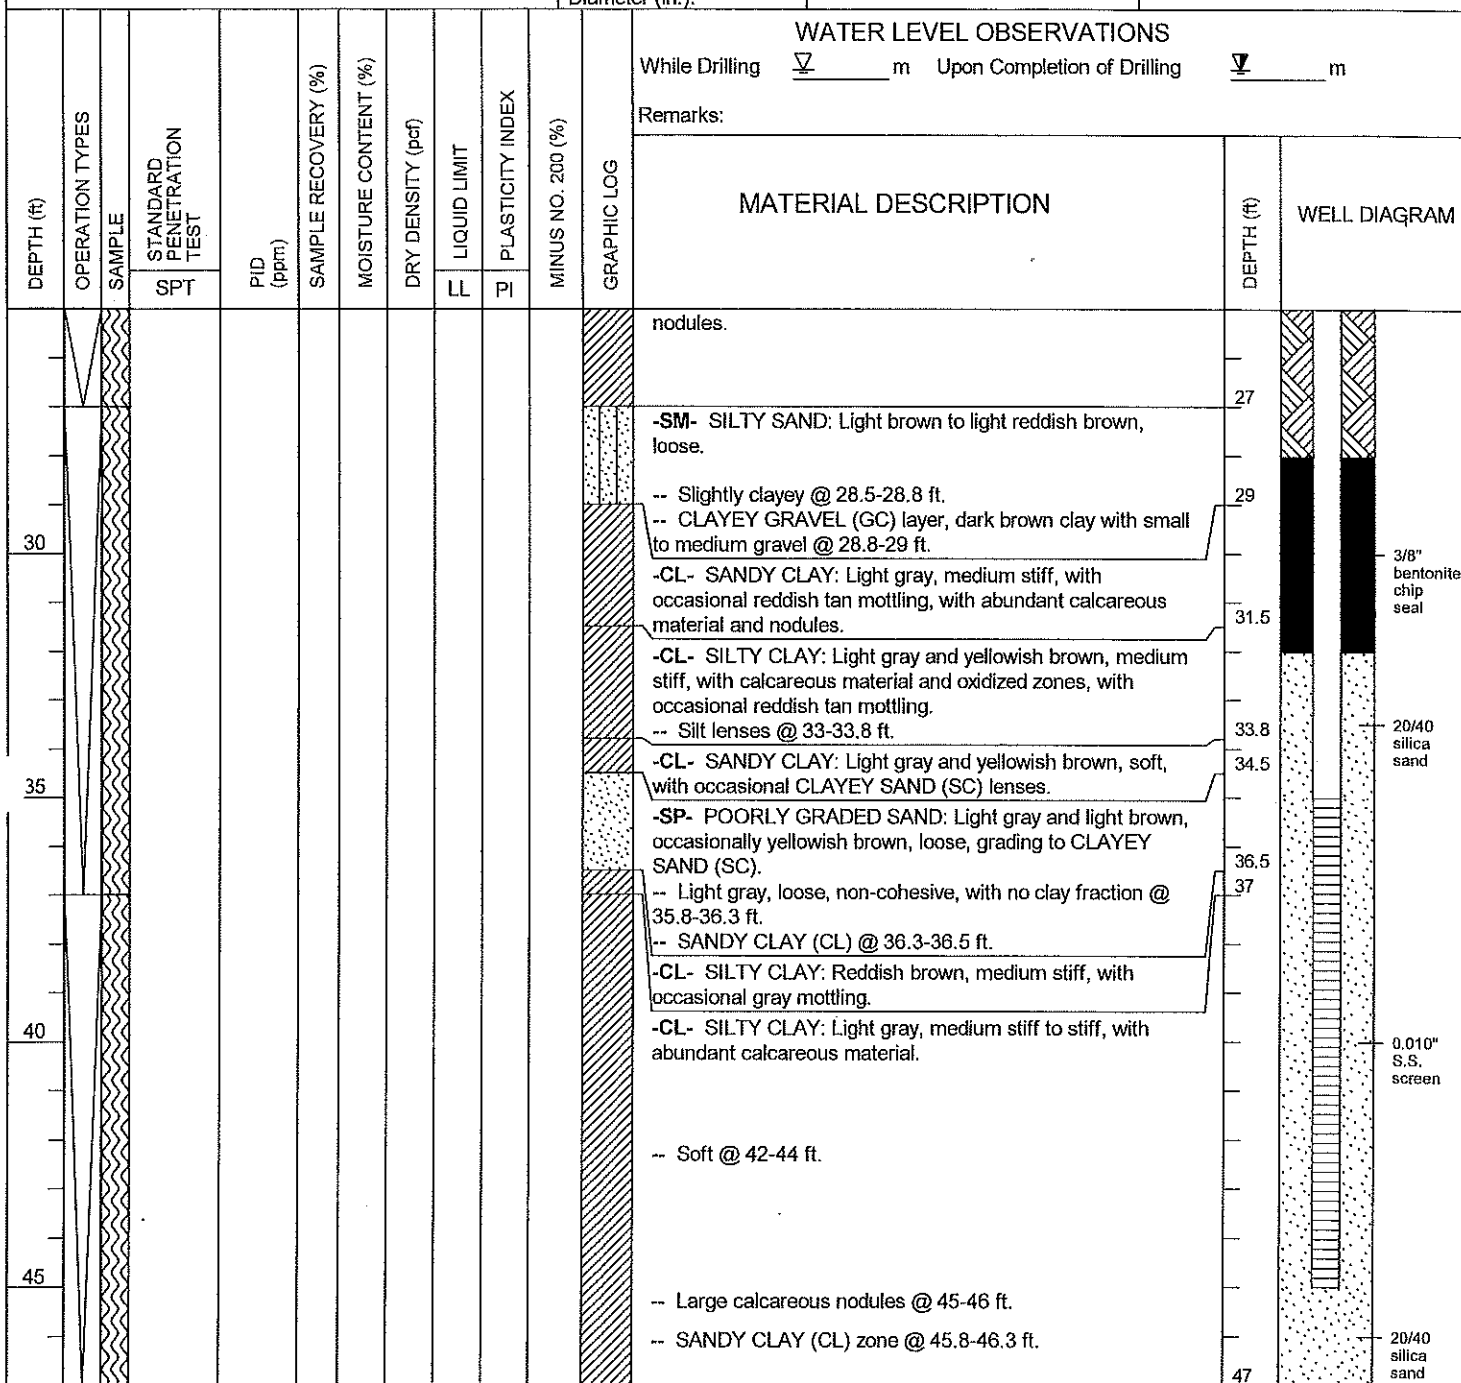 Diameter (in.):
WATER LEVEL OBSERVATIONS
While Drilling m Upon Completion of Drilling m
Remarks:
DEPTH (ft)
OPERATION TYPES
SAMPLE
STANDARD
PENETRATION
TEST
SPT
PID
(ppm)
SAMPLE RECOVERY (%)
MOISTURE CONTENT (%)
DRY DENSITY (pcf)
LIQUID LIMIT
LL
PLASTICITY INDEX
PI
MINUS NO. 200 (%)
GRAPHIC LOG
MATERIAL DESCRIPTION
DEPTH (ft)
WELL DIAGRAM
nodules.
27
-SM- SILTY SAND: Light brown to light reddish brown,
loose.
-- Slightly clayey @ 28.5-28.8 ft.
29
-- CLAYEY GRAVEL (GC) layer, dark brown clay with small
to medium gravel @ 28.8-29 ft.
30
3/8"
bentonite
chip
seal
-CL- SANDY CLAY: Light gray, medium stiff, with
occasional reddish tan mottling, with abundant calcareous
material and nodules.
31.5
-CL- SILTY CLAY: Light gray and yellowish brown, medium
stiff, with calcareous material and oxidized zones, with
occasional reddish tan mottling.
-- Silt lenses @ 33-33.8 ft.
33.8
20/40
silica
sand
-CL- SANDY CLAY: Light gray and yellowish brown, soft,
with occasional CLAYEY SAND (SC) lenses.
34.5
35
-SP- POORLY GRADED SAND: Light gray and light brown,
occasionally yellowish brown, loose, grading to CLAYEY
SAND (SC).
36.5
-- Light gray, loose, non-cohesive, with no clay fraction @
35.8-36.3 ft.
37
-- SANDY CLAY (CL) @ 36.3-36.5 ft.
-CL- SILTY CLAY: Reddish brown, medium stiff, with
occasional gray mottling.
40
-CL- SILTY CLAY: Light gray, medium stiff to stiff, with
abundant calcareous material.
0.010"
S.S.
screen
-- Soft @ 42-44 ft.
45
-- Large calcareous nodules @ 45-46 ft.
-- SANDY CLAY (CL) zone @ 45.8-46.3 ft.
20/40
silica
sand
47